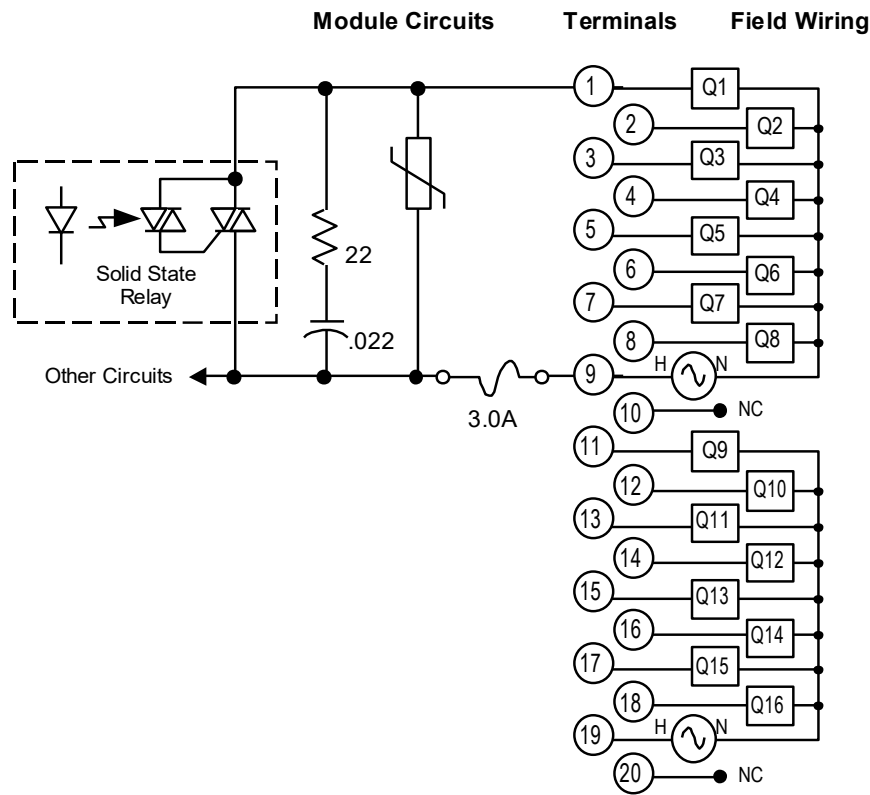 Module Circuits Terminals Field Wiring
1 Q1
2 Q2
3 Q3
4 Q4
5 Q5
6 Q6
7 Q7
8 Q8
9 H N
10 NC
11 Q9
12 Q10
13 Q11
14 Q12
15 Q13
16 Q14
17 Q15
18 Q16
19 H N
20 NC
Solid State
Relay
22
.022
Other Circuits
3.0A